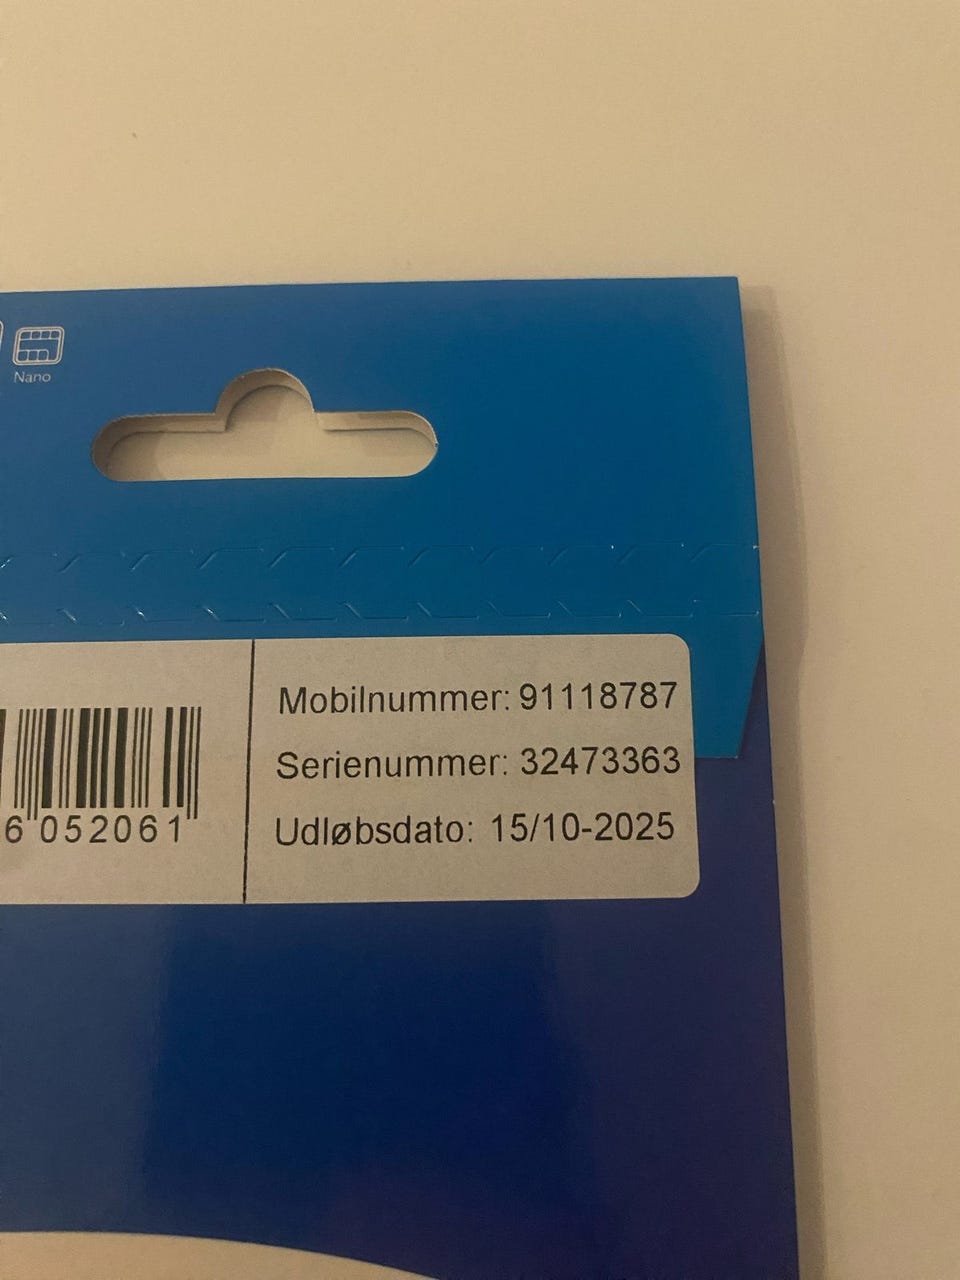 Nano
Mobilnummer: 91118787
Serienummer: 32473363
6 052061
Udløbsdato: 15/10-2025